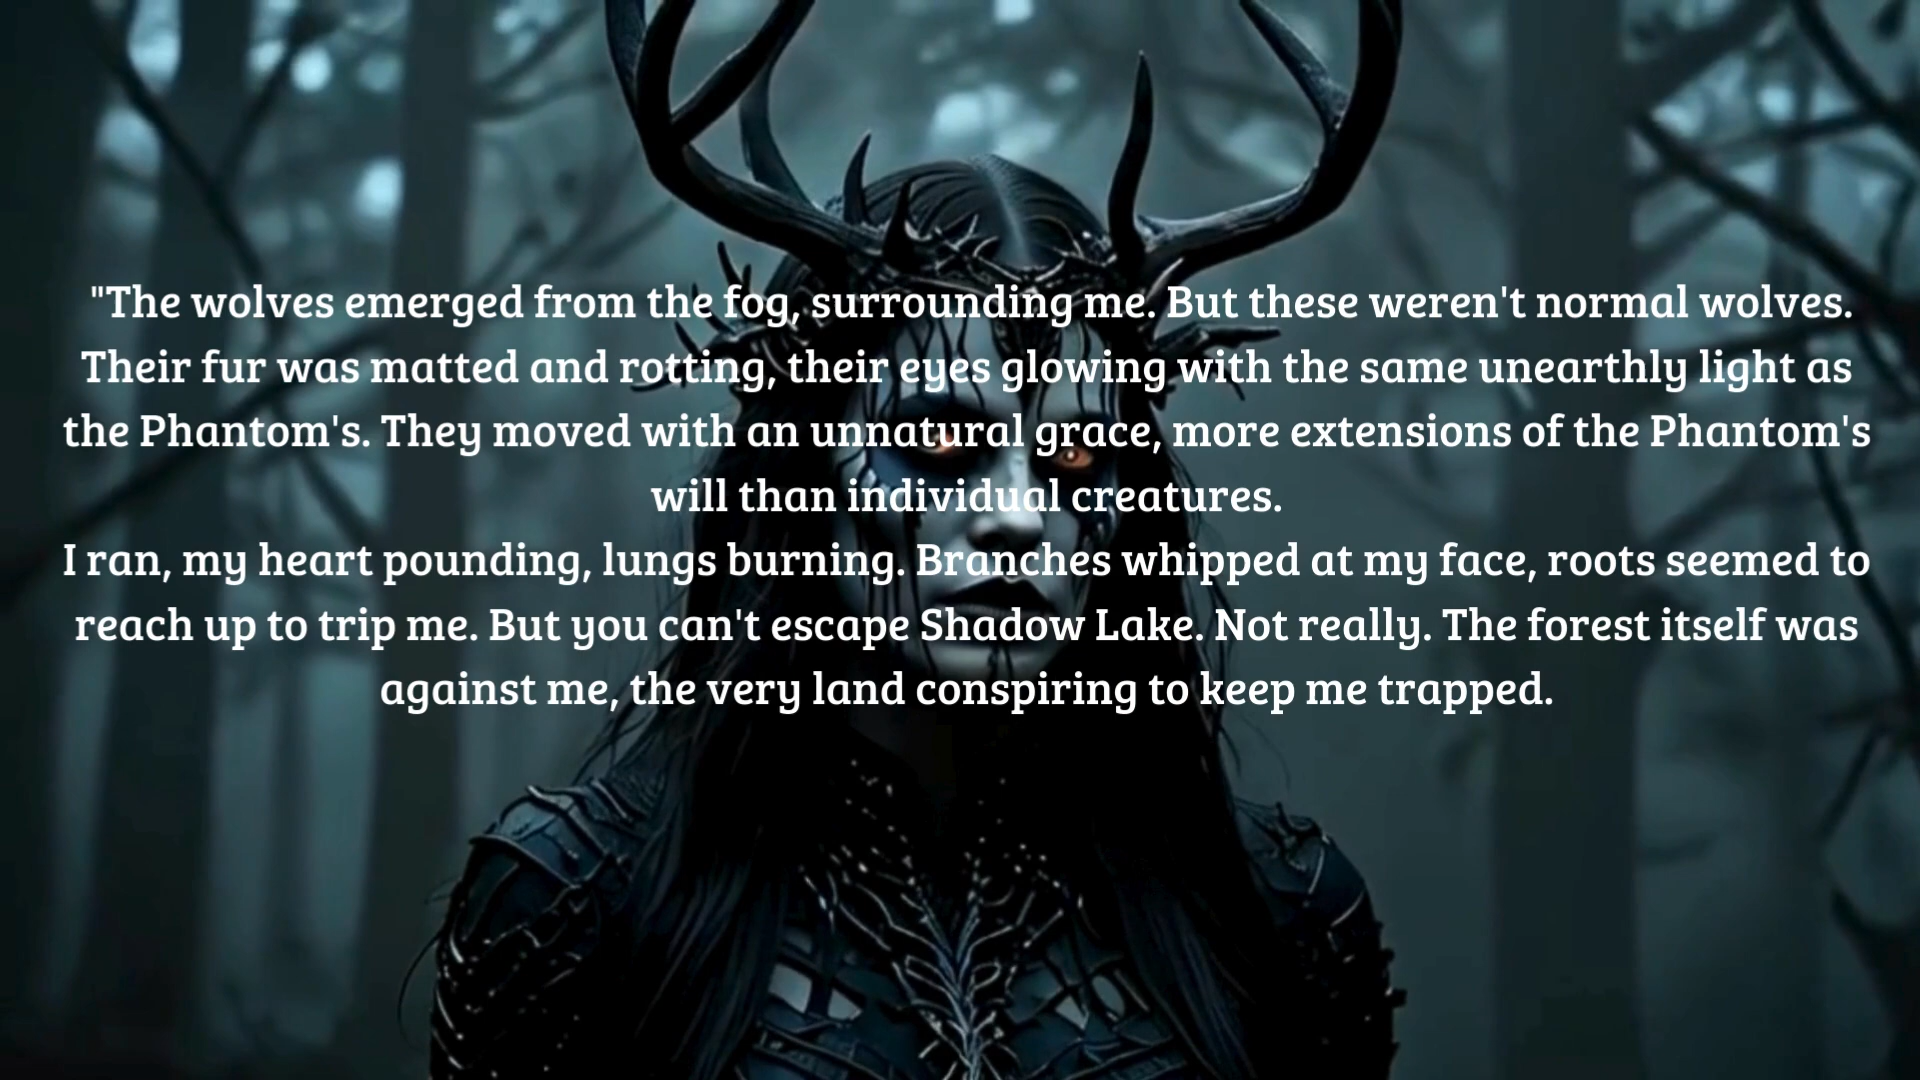 "The wolves emerged from the fog, surrounding me. But these weren't normal wolves.
Their fur was matted and rotting, their eyes glowing with the same unearthly light as
the Phantom's. They moved with an unnatural grace, more extensions of the Phantom's
will than individual creatures.
I ran, my heart pounding, lungs burning. Branches whipped at my face, roots seemed to
reach up to trip me. But you can't escape Shadow Lake. Not really. The forest itself was
against me, the very land conspiring to keep me trapped.